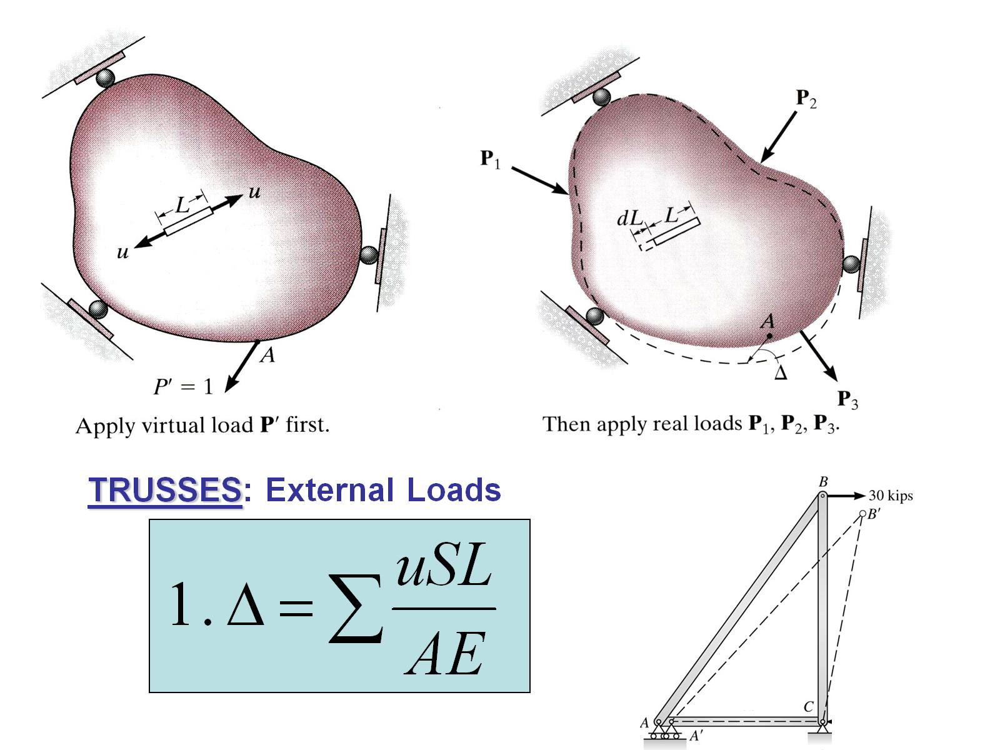 L
u
u
A
P′ = 1
Apply virtual load P′ first.
P₂
P₁
dL
L
A
Δ
P₃
Then apply real loads P₁, P₂, P₃.
TRUSSES: External Loads
1.Δ = ∑ uSL / AE
B
30 kips
B′
C
A
A′